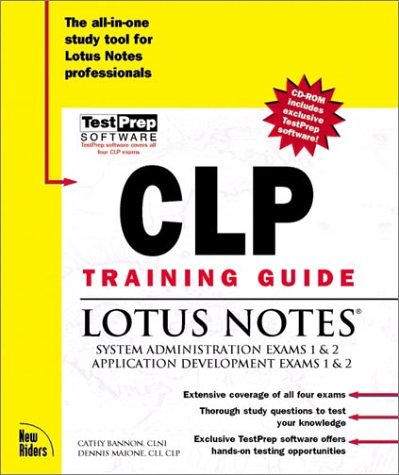 The all-in-one
study tool for
Lotus Notes
professionals
CD-ROM
includes
exclusive
TestPrep
software!
TestPrep
SOFTWARE
TestPrep software covers all
four CLP exams
CLP
TRAINING GUIDE
LOTUS NOTES®
SYSTEM ADMINISTRATION EXAMS 1 & 2
APPLICATION DEVELOPMENT EXAMS 1 & 2
Extensive coverage of all four exams
Thorough study questions to test
your knowledge
Exclusive TestPrep software offers
hands-on testing opportunities
New
Riders
CATHY BANNON, CLNI
DENNIS MAIONE, CLI, CLP